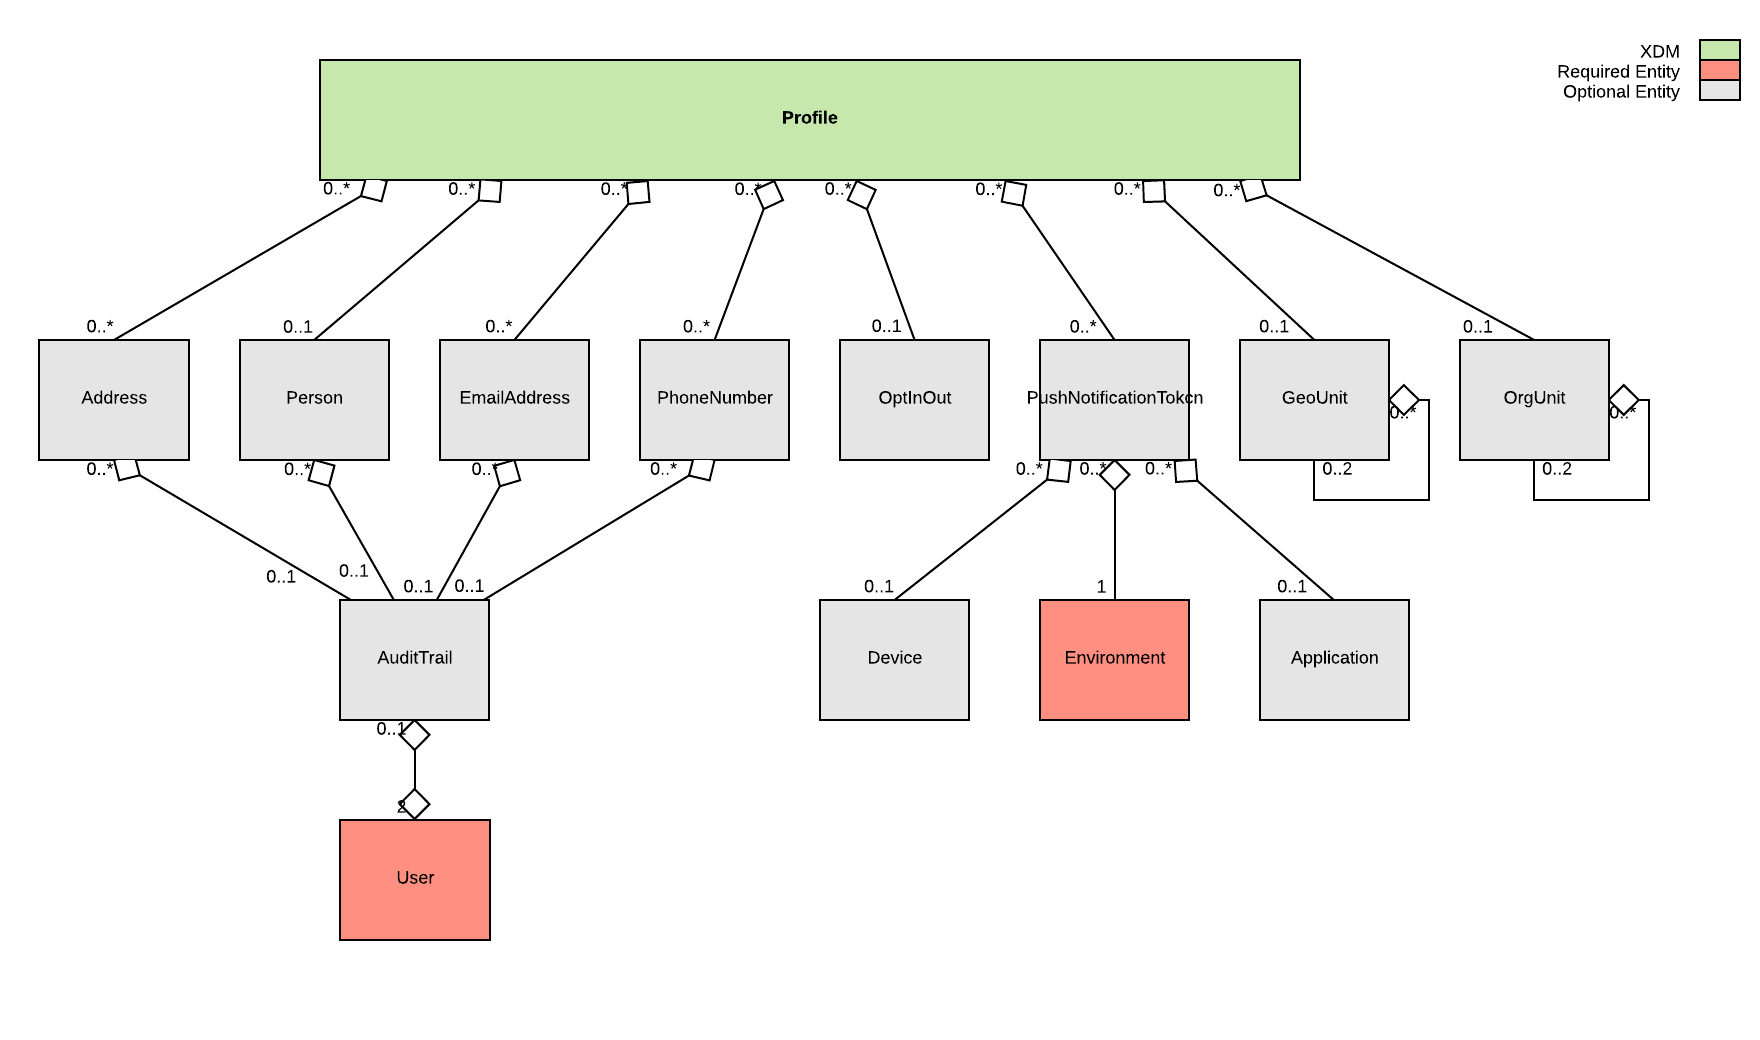 XDM
Required Entity
Optional Entity
Profile
0..* 0..* 0..* 0..* 0..* 0..* 0..* 0..*
0..* 0..1 0..* 0..* 0..1 0..* 0..1 0..1
Address Person EmailAddress PhoneNumber OptInOut PushNotificationToken GeoUnit OrgUnit
0..* 0..*
0..* 0..* 0..* 0..* 0..* 0..* 0..* 0..2 0..2
0..1 0..1 0..1 0..1 0..1 1 0..1
AuditTrail Device Environment Application
0..1
2
User